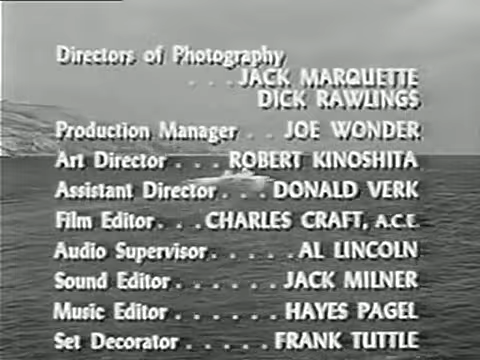 Directors of Photography
. . . JACK MARQUETTE
DICK RAWLINGS
Production Manager . . JOE WONDER
Art Director . . . ROBERT KINOSHITA
Assistant Director . . . DONALD VERK
Film Editor . . . CHARLES CRAFT, A.C.E.
Audio Supervisor . . . . . AL LINCOLN
Sound Editor . . . . . . JACK MILNER
Music Editor . . . . . . HAYES PAGEL
Set Decorator . . . . . FRANK TUTTLE